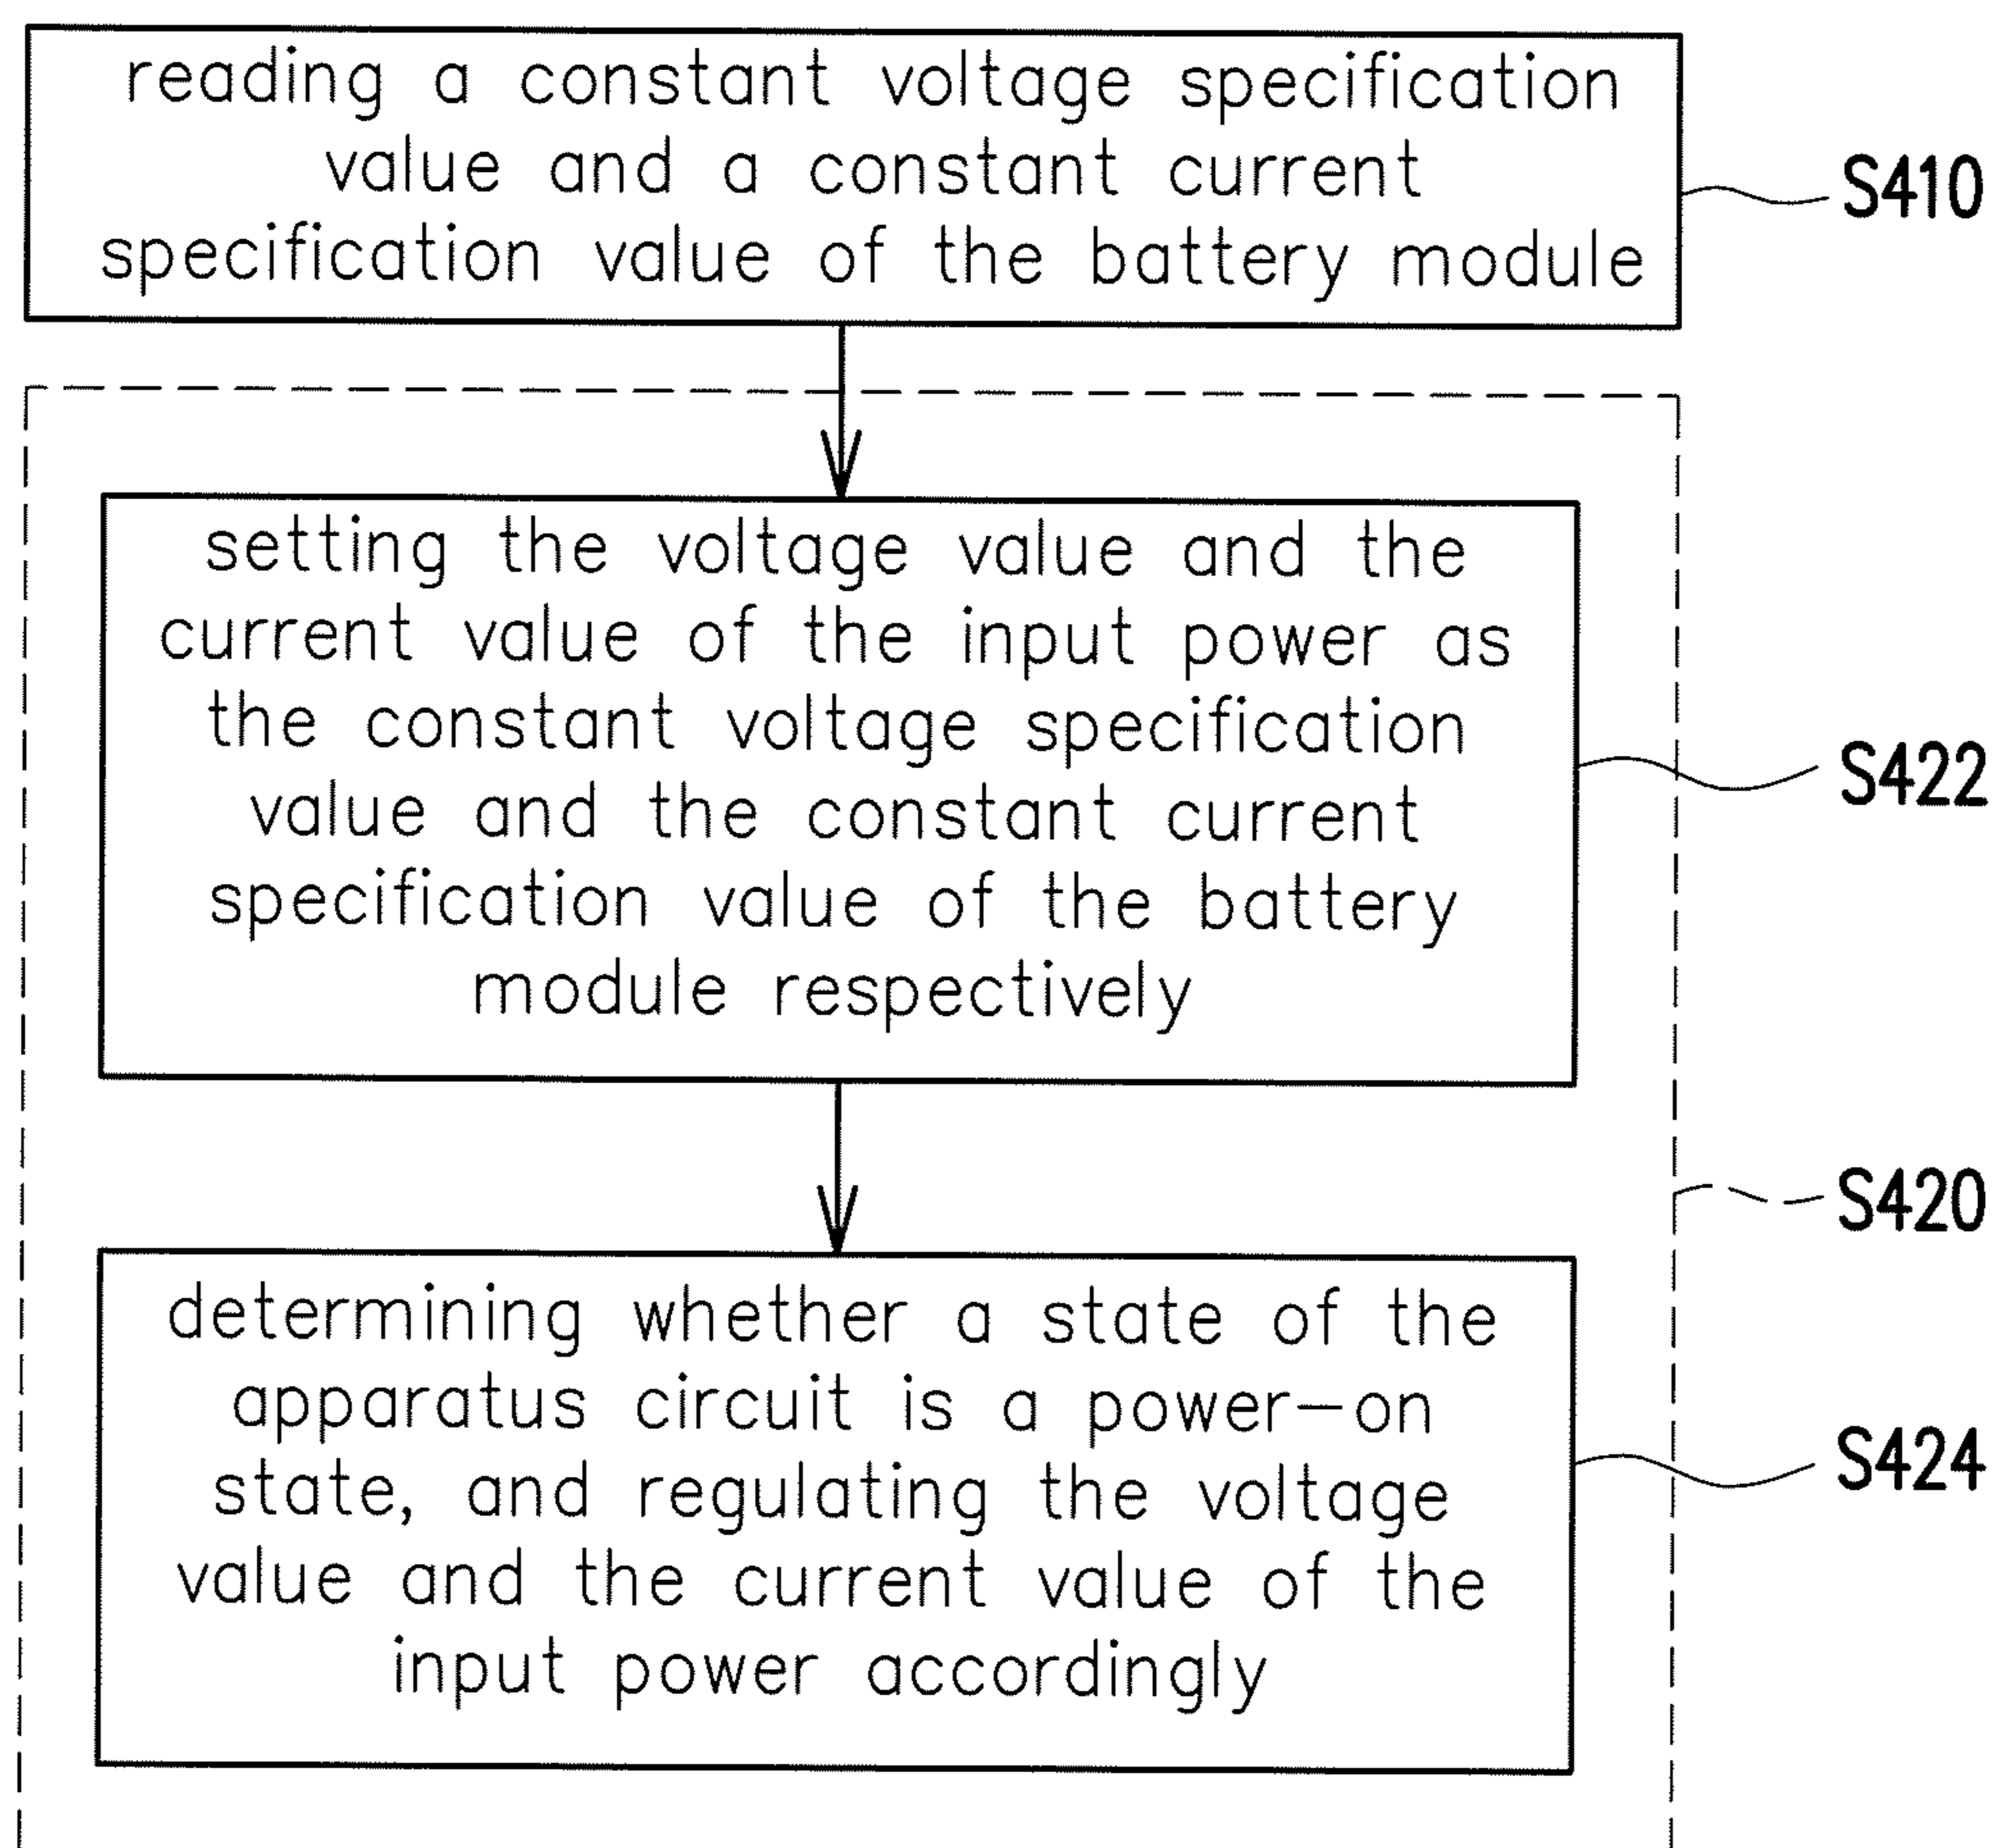 reading a constant voltage specification
value and a constant current
specification value of the battery module
S410
setting the voltage value and the
current value of the input power as
the constant voltage specification
value and the constant current
specification value of the battery
module respectively
S422
S420
determining whether a state of the
apparatus circuit is a power-on
state, and regulating the voltage
value and the current value of the
input power accordingly
S424